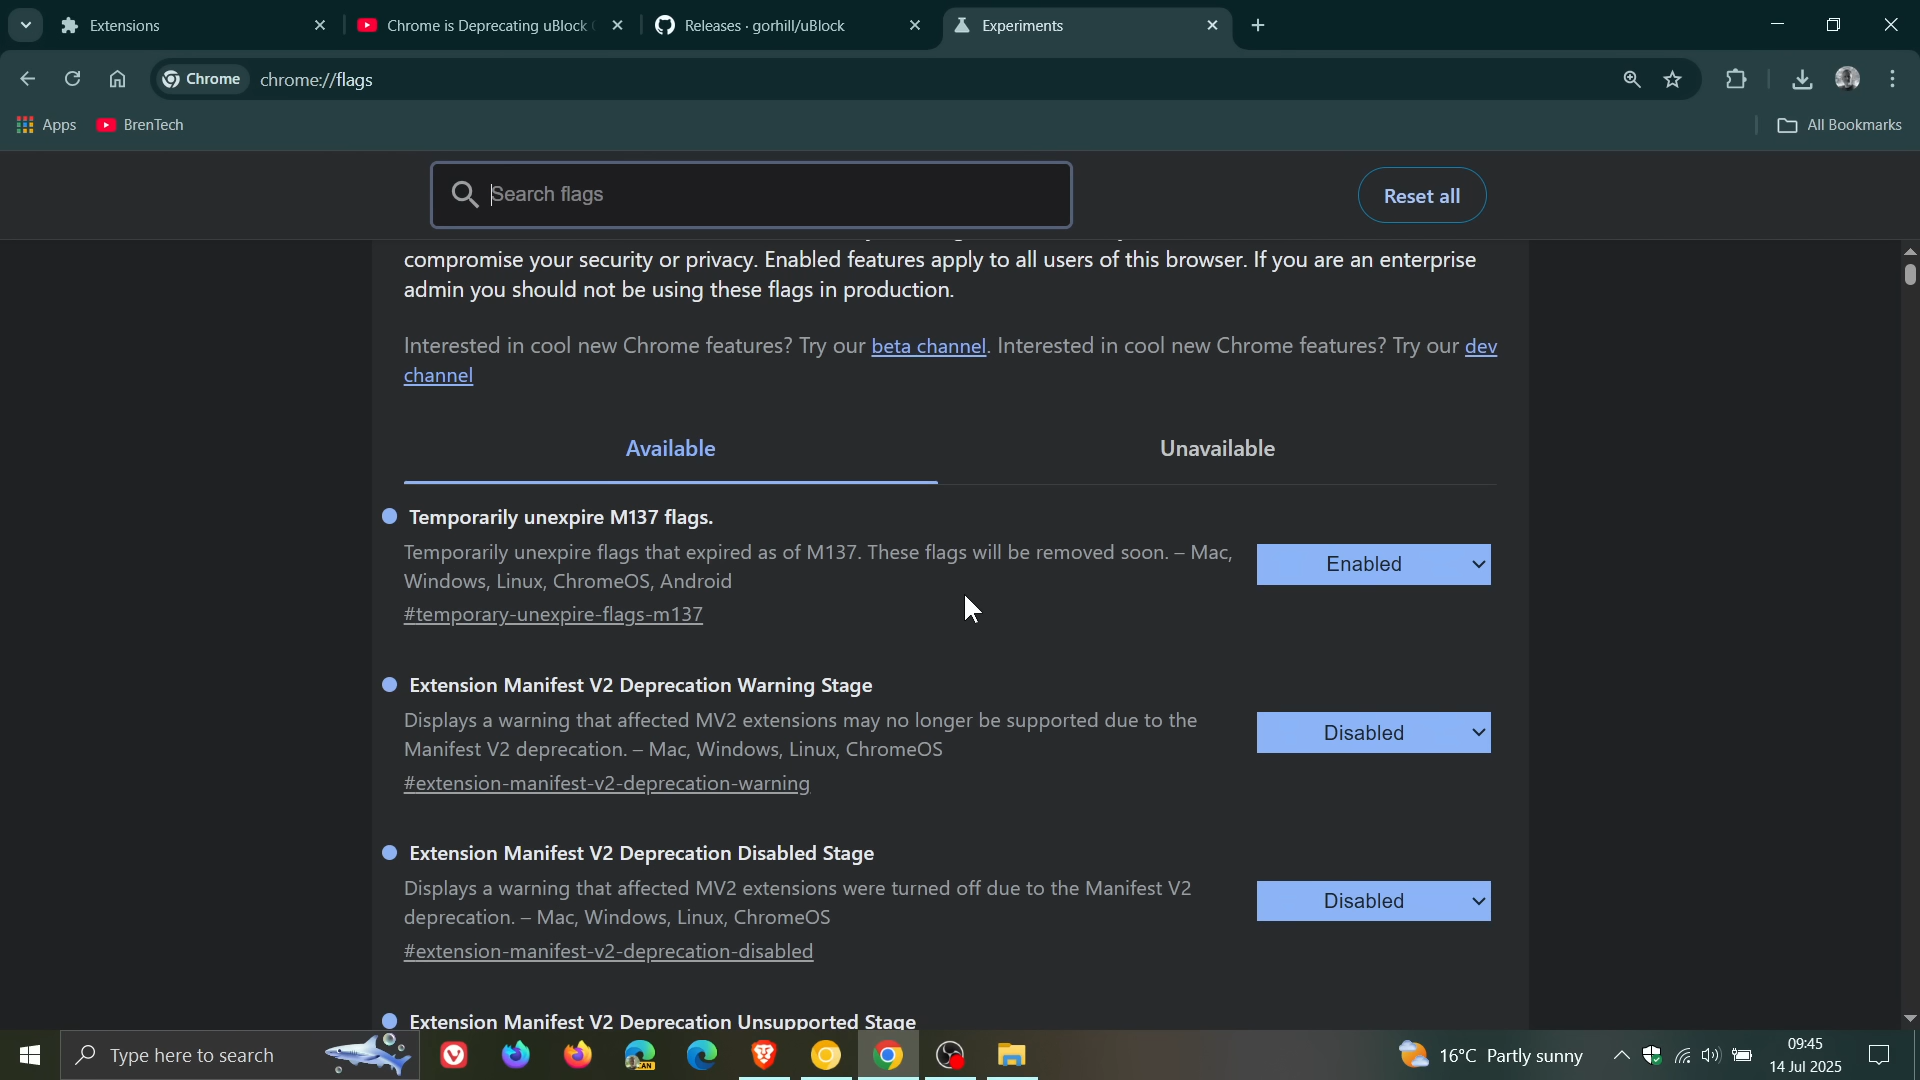 Extensions
Chrome is Deprecating uBlock
Releases · gorhill/uBlock
Experiments
Chrome
chrome://flags
Apps
BrenTech
All Bookmarks
Search flags
Reset all
compromise your security or privacy. Enabled features apply to all users of this browser. If you are an enterprise
admin you should not be using these flags in production.
Interested in cool new Chrome features? Try our beta channel. Interested in cool new Chrome features? Try our dev
channel
Available
Unavailable
Temporarily unexpire M137 flags.
Temporarily unexpire flags that expired as of M137. These flags will be removed soon. – Mac,
Windows, Linux, ChromeOS, Android
#temporary-unexpire-flags-m137
Enabled
Extension Manifest V2 Deprecation Warning Stage
Displays a warning that affected MV2 extensions may no longer be supported due to the
Manifest V2 deprecation. – Mac, Windows, Linux, ChromeOS
#extension-manifest-v2-deprecation-warning
Disabled
Extension Manifest V2 Deprecation Disabled Stage
Displays a warning that affected MV2 extensions were turned off due to the Manifest V2
deprecation. – Mac, Windows, Linux, ChromeOS
#extension-manifest-v2-deprecation-disabled
Disabled
Extension Manifest V2 Deprecation Unsupported Stage
Type here to search
CAN
16°C Partly sunny
09:45
14 Jul 2025